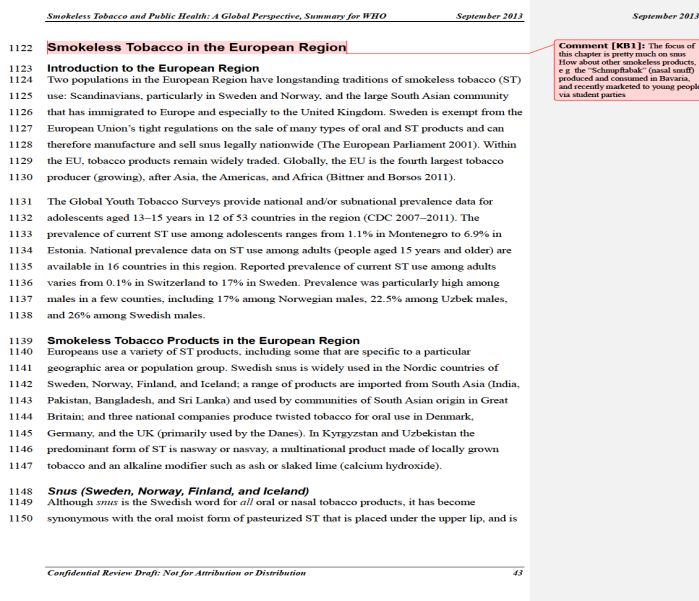 Smokeless Tobacco and Public Health: A Global Perspective, Summary for WHO September 2013
September 2013
1122 Smokeless Tobacco in the European Region
1123 Introduction to the European Region
1124 Two populations in the European Region have longstanding traditions of smokeless tobacco (ST)
1125 use: Scandinavians, particularly in Sweden and Norway, and the large South Asian community
1126 that has immigrated to Europe and especially to the United Kingdom. Sweden is exempt from the
1127 European Union's tight regulations on the sale of many types of oral and ST products and can
1128 therefore manufacture and sell snus legally nationwide (The European Parliament 2001). Within
1129 the EU, tobacco products remain widely traded. Globally, the EU is the fourth largest tobacco
1130 producer (growing), after Asia, the Americas, and Africa (Bittner and Borsos 2011).
1131 The Global Youth Tobacco Surveys provide national and/or subnational prevalence data for
1132 adolescents aged 13–15 years in 12 of 53 countries in the region (CDC 2007–2011). The
1133 prevalence of current ST use among adolescents ranges from 1.1% in Montenegro to 6.9% in
1134 Estonia. National prevalence data on ST use among adults (people aged 15 years and older) are
1135 available in 16 countries in this region. Reported prevalence of current ST use among adults
1136 varies from 0.1% in Switzerland to 17% in Sweden. Prevalence was particularly high among
1137 males in a few counties, including 17% among Norwegian males, 22.5% among Uzbek males,
1138 and 26% among Swedish males.
1139 Smokeless Tobacco Products in the European Region
1140 Europeans use a variety of ST products, including some that are specific to a particular
1141 geographic area or population group. Swedish snus is widely used in the Nordic countries of
1142 Sweden, Norway, Finland, and Iceland; a range of products are imported from South Asia (India,
1143 Pakistan, Bangladesh, and Sri Lanka) and used by communities of South Asian origin in Great
1144 Britain; and three national companies produce twisted tobacco for oral use in Denmark,
1145 Germany, and the UK (primarily used by the Danes). In Kyrgyzstan and Uzbekistan the
1146 predominant form of ST is nasway or nasvay, a multinational product made of locally grown
1147 tobacco and an alkaline modifier such as ash or slaked lime (calcium hydroxide).
1148 Snus (Sweden, Norway, Finland, and Iceland)
1149 Although snus is the Swedish word for all oral or nasal tobacco products, it has become
1150 synonymous with the oral moist form of pasteurized ST that is placed under the upper lip, and is
Confidential Review Draft: Not for Attribution or Distribution 43
Comment [KB1]: The focus of
this chapter is pretty much on snus
How about other smokeless products,
e g the "Schnupftabak" (nasal snuff)
produced and consumed in Bavaria,
and recently marketed to young people
via student parties